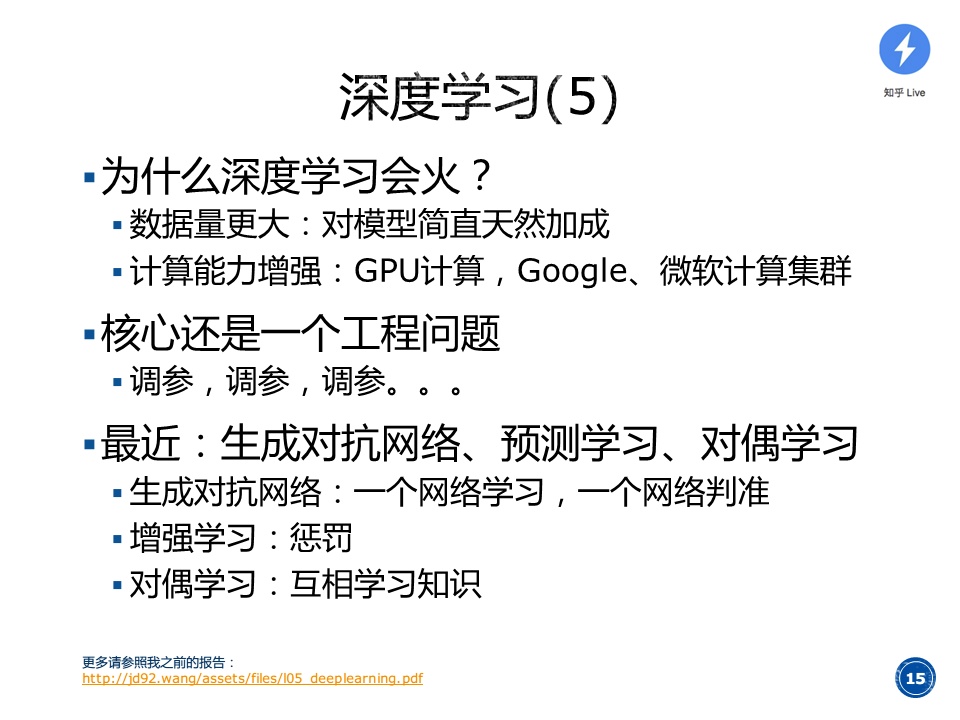 知乎 Live
深度学习(5)
为什么深度学习会火？
数据量更大：对模型简直天然加成
计算能力增强：GPU计算，Google、微软计算集群
核心还是一个工程问题
调参，调参，调参。。。
最近：生成对抗网络、预测学习、对偶学习
生成对抗网络：一个网络学习，一个网络判准
增强学习：惩罚
对偶学习：互相学习知识
更多请参照我之前的报告：
http://jd92.wang/assets/files/l05_deeplearning.pdf
15